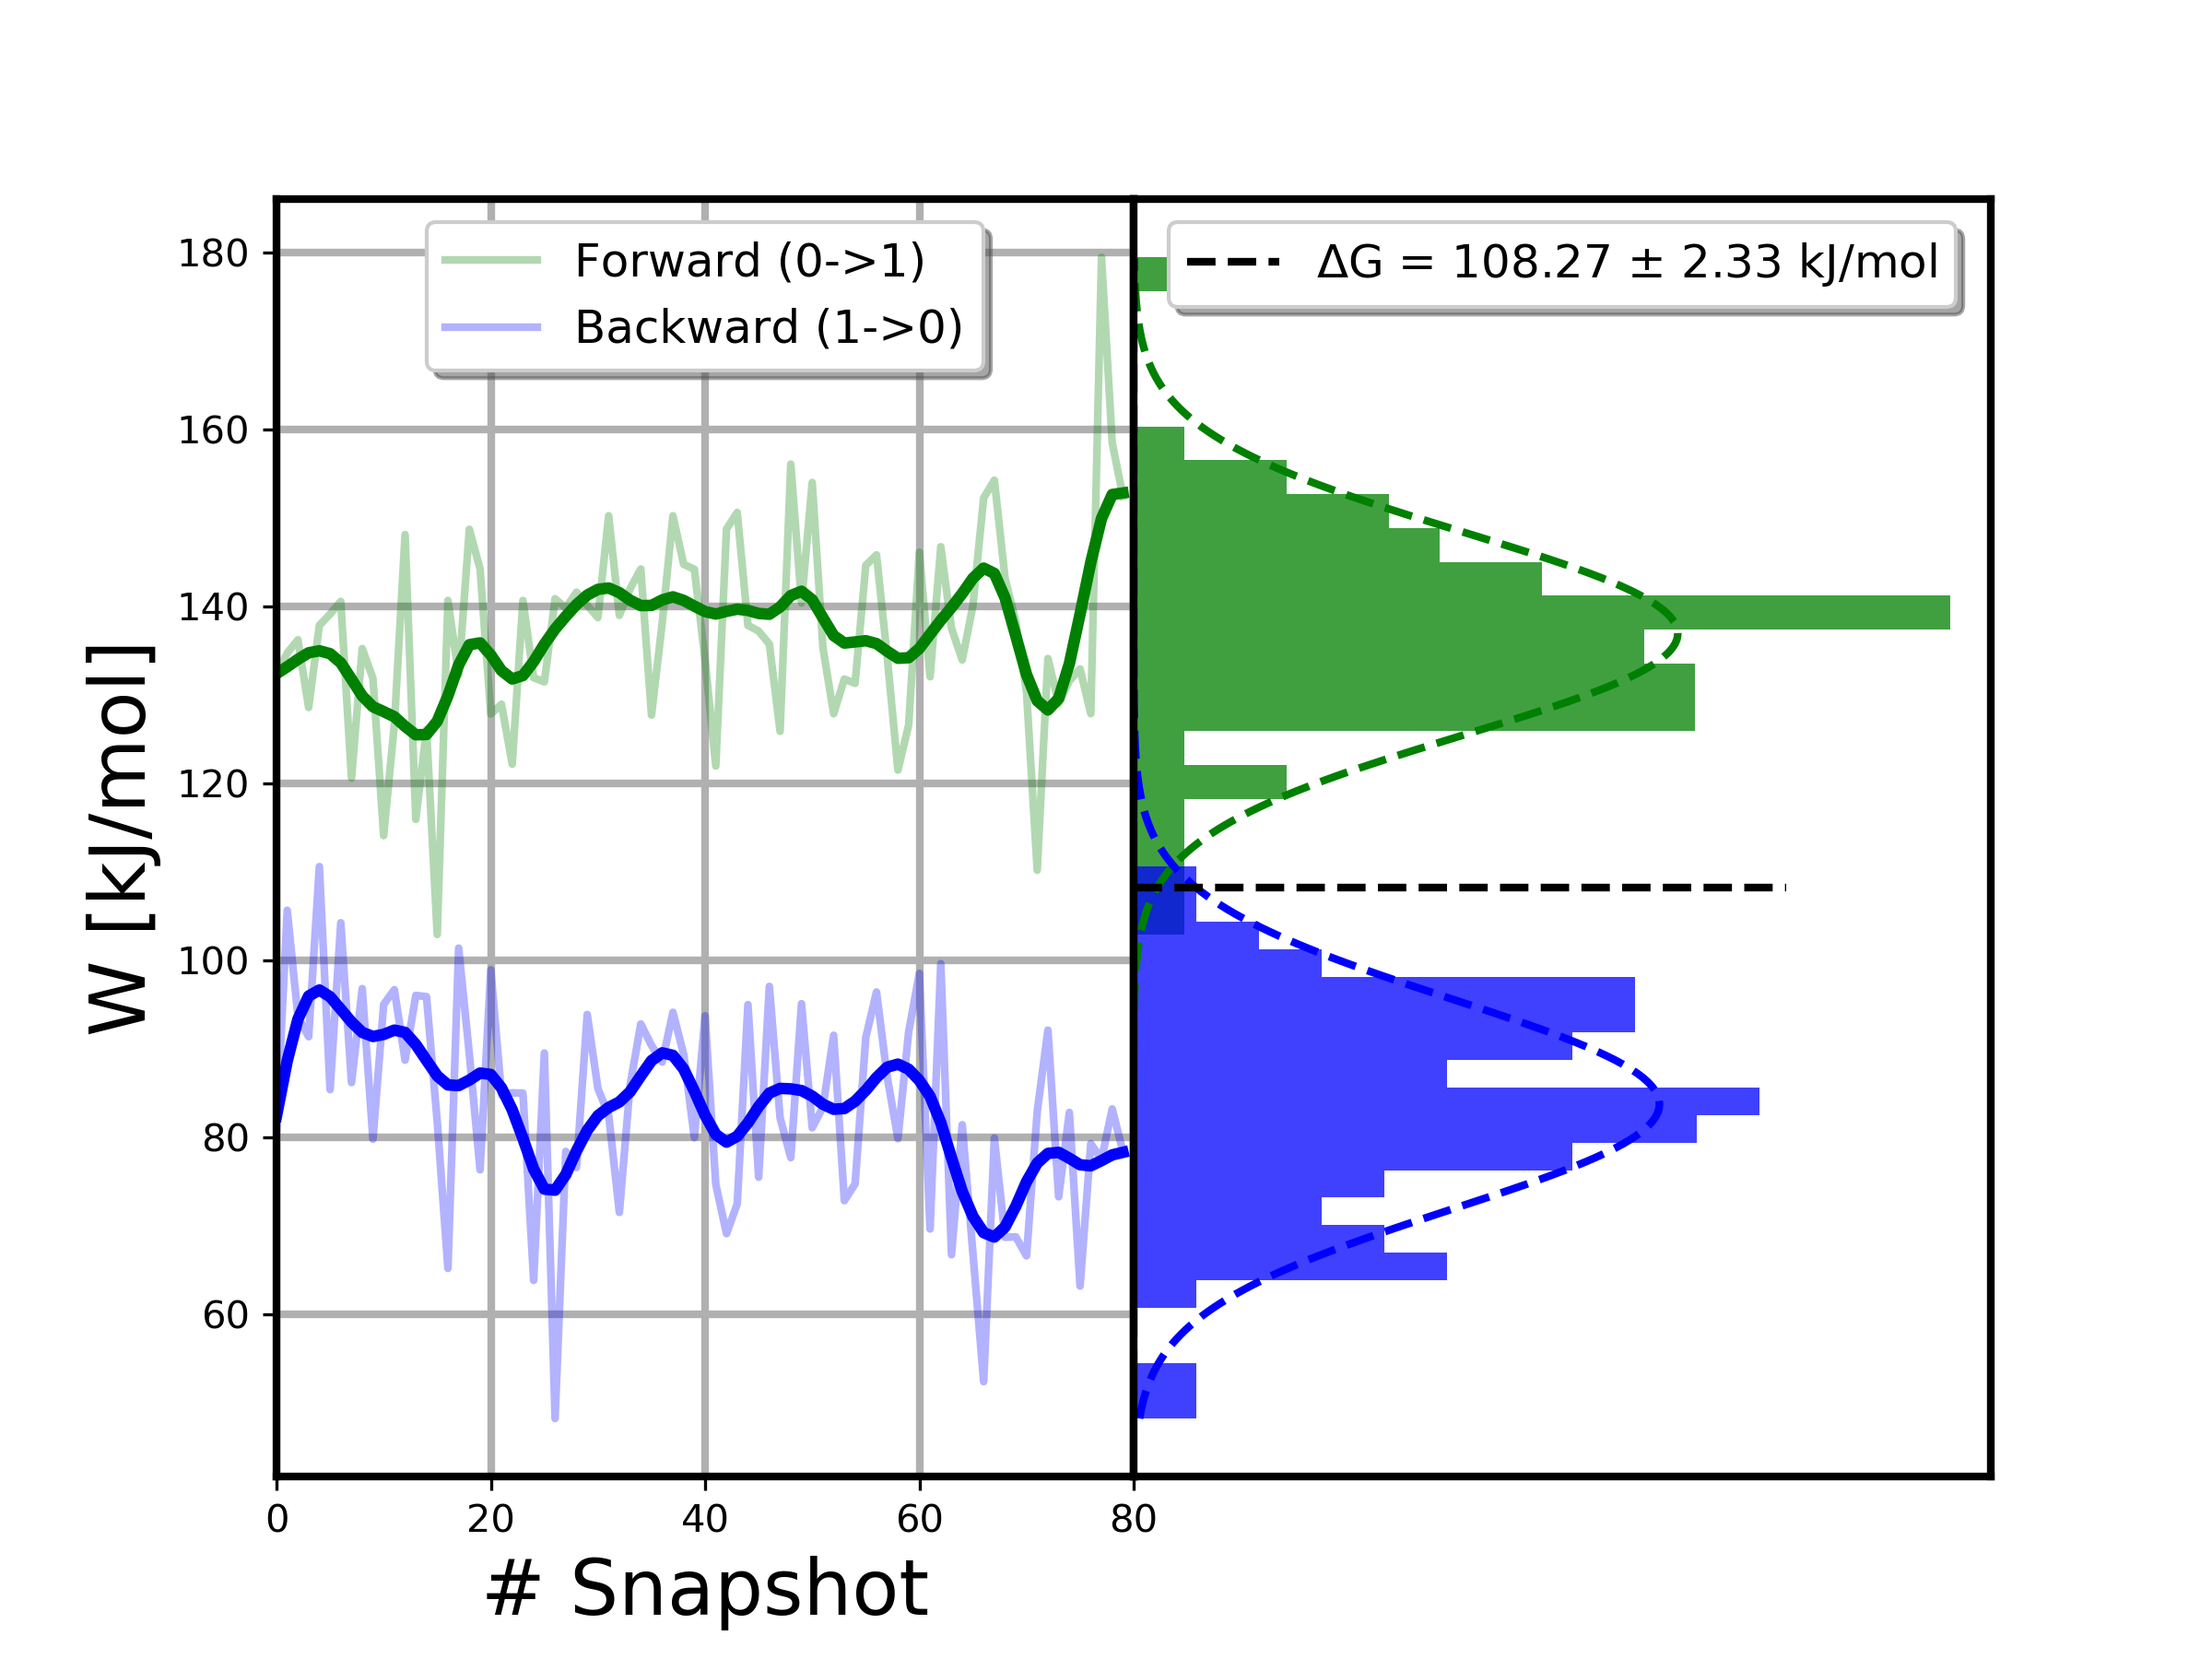 Forward (0->1)
Backward (1->0)
ΔG = 108.27 ± 2.33 kJ/mol
W [kJ/mol]
180
160
140
120
100
80
60
0 20 40 60 80
# Snapshot